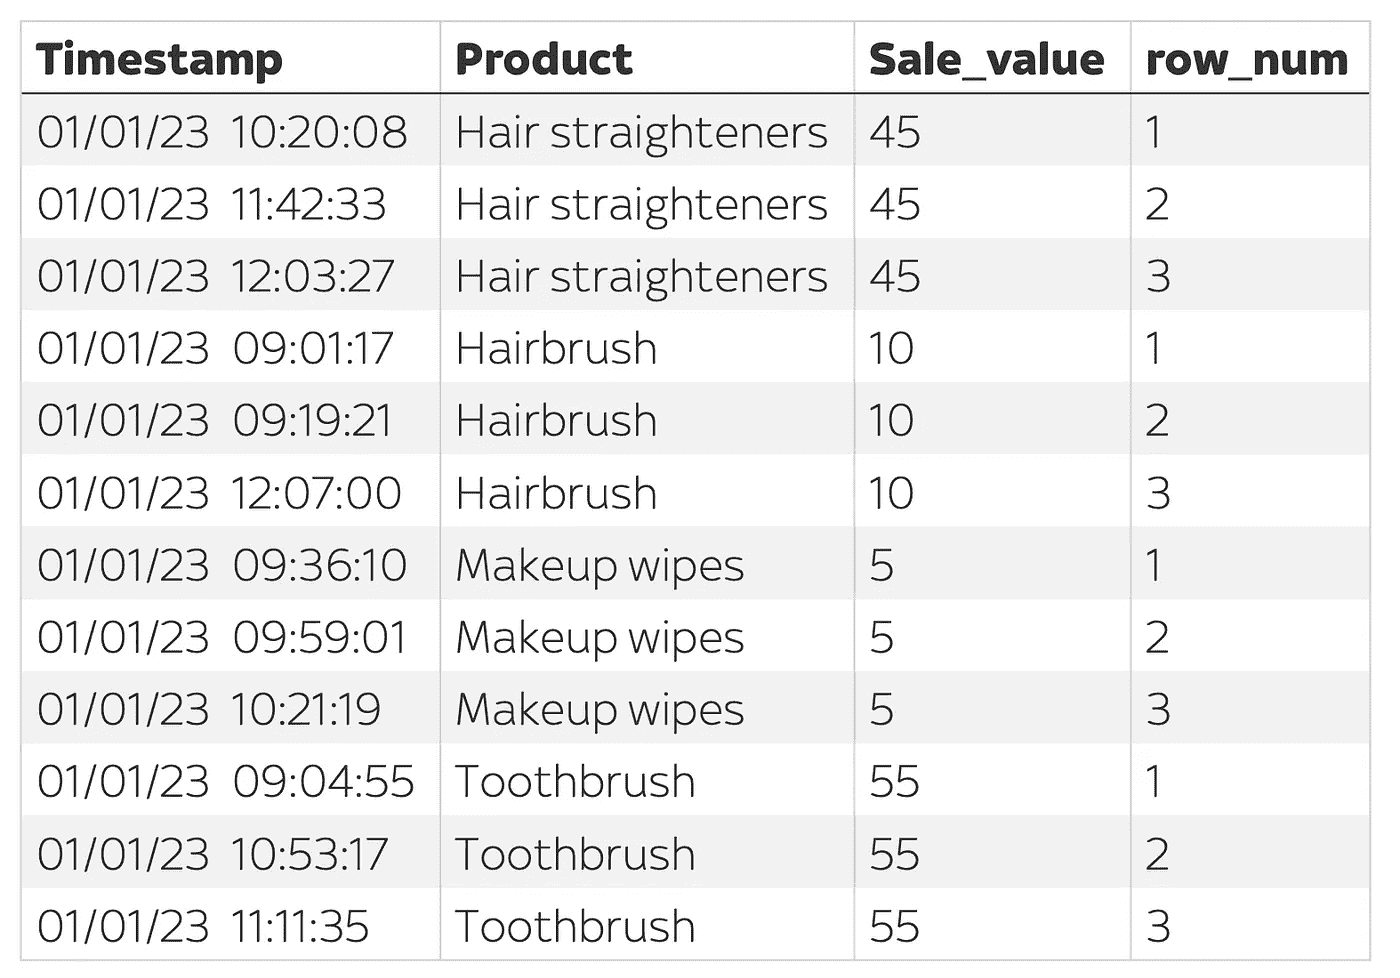 Timestamp Product Sale_value row_num
01/01/23 10:20:08 Hair straighteners 45 1
01/01/23 11:42:33 Hair straighteners 45 2
01/01/23 12:03:27 Hair straighteners 45 3
01/01/23 09:01:17 Hairbrush 10 1
01/01/23 09:19:21 Hairbrush 10 2
01/01/23 12:07:00 Hairbrush 10 3
01/01/23 09:36:10 Makeup wipes 5 1
01/01/23 09:59:01 Makeup wipes 5 2
01/01/23 10:21:19 Makeup wipes 5 3
01/01/23 09:04:55 Toothbrush 55 1
01/01/23 10:53:17 Toothbrush 55 2
01/01/23 11:11:35 Toothbrush 55 3